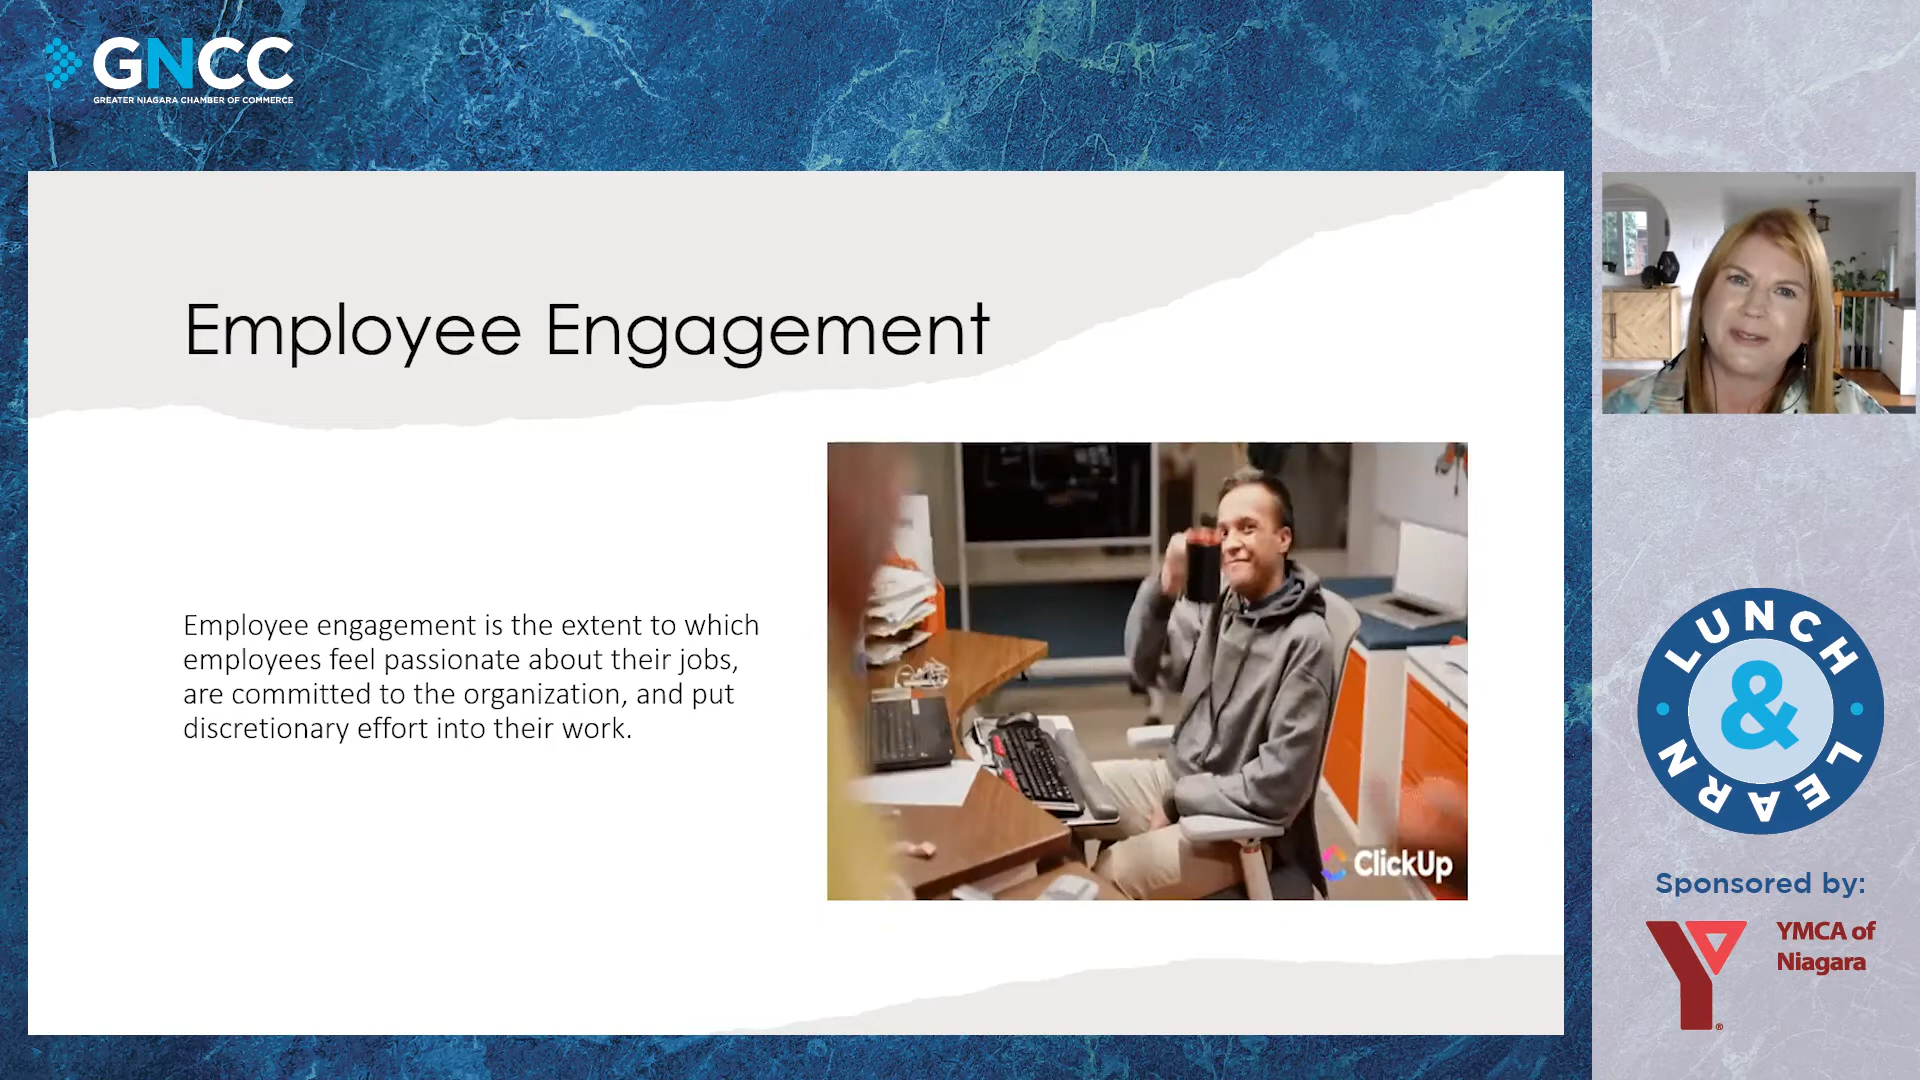 GNCC
GREATER NIAGARA CHAMBER OF COMMERCE
Employee Engagement
Employee engagement is the extent to which
employees feel passionate about their jobs,
are committed to the organization, and put
discretionary effort into their work.
ClickUp
LUNCH
&
LEARN
Sponsored by:
YMCA of
Niagara
®